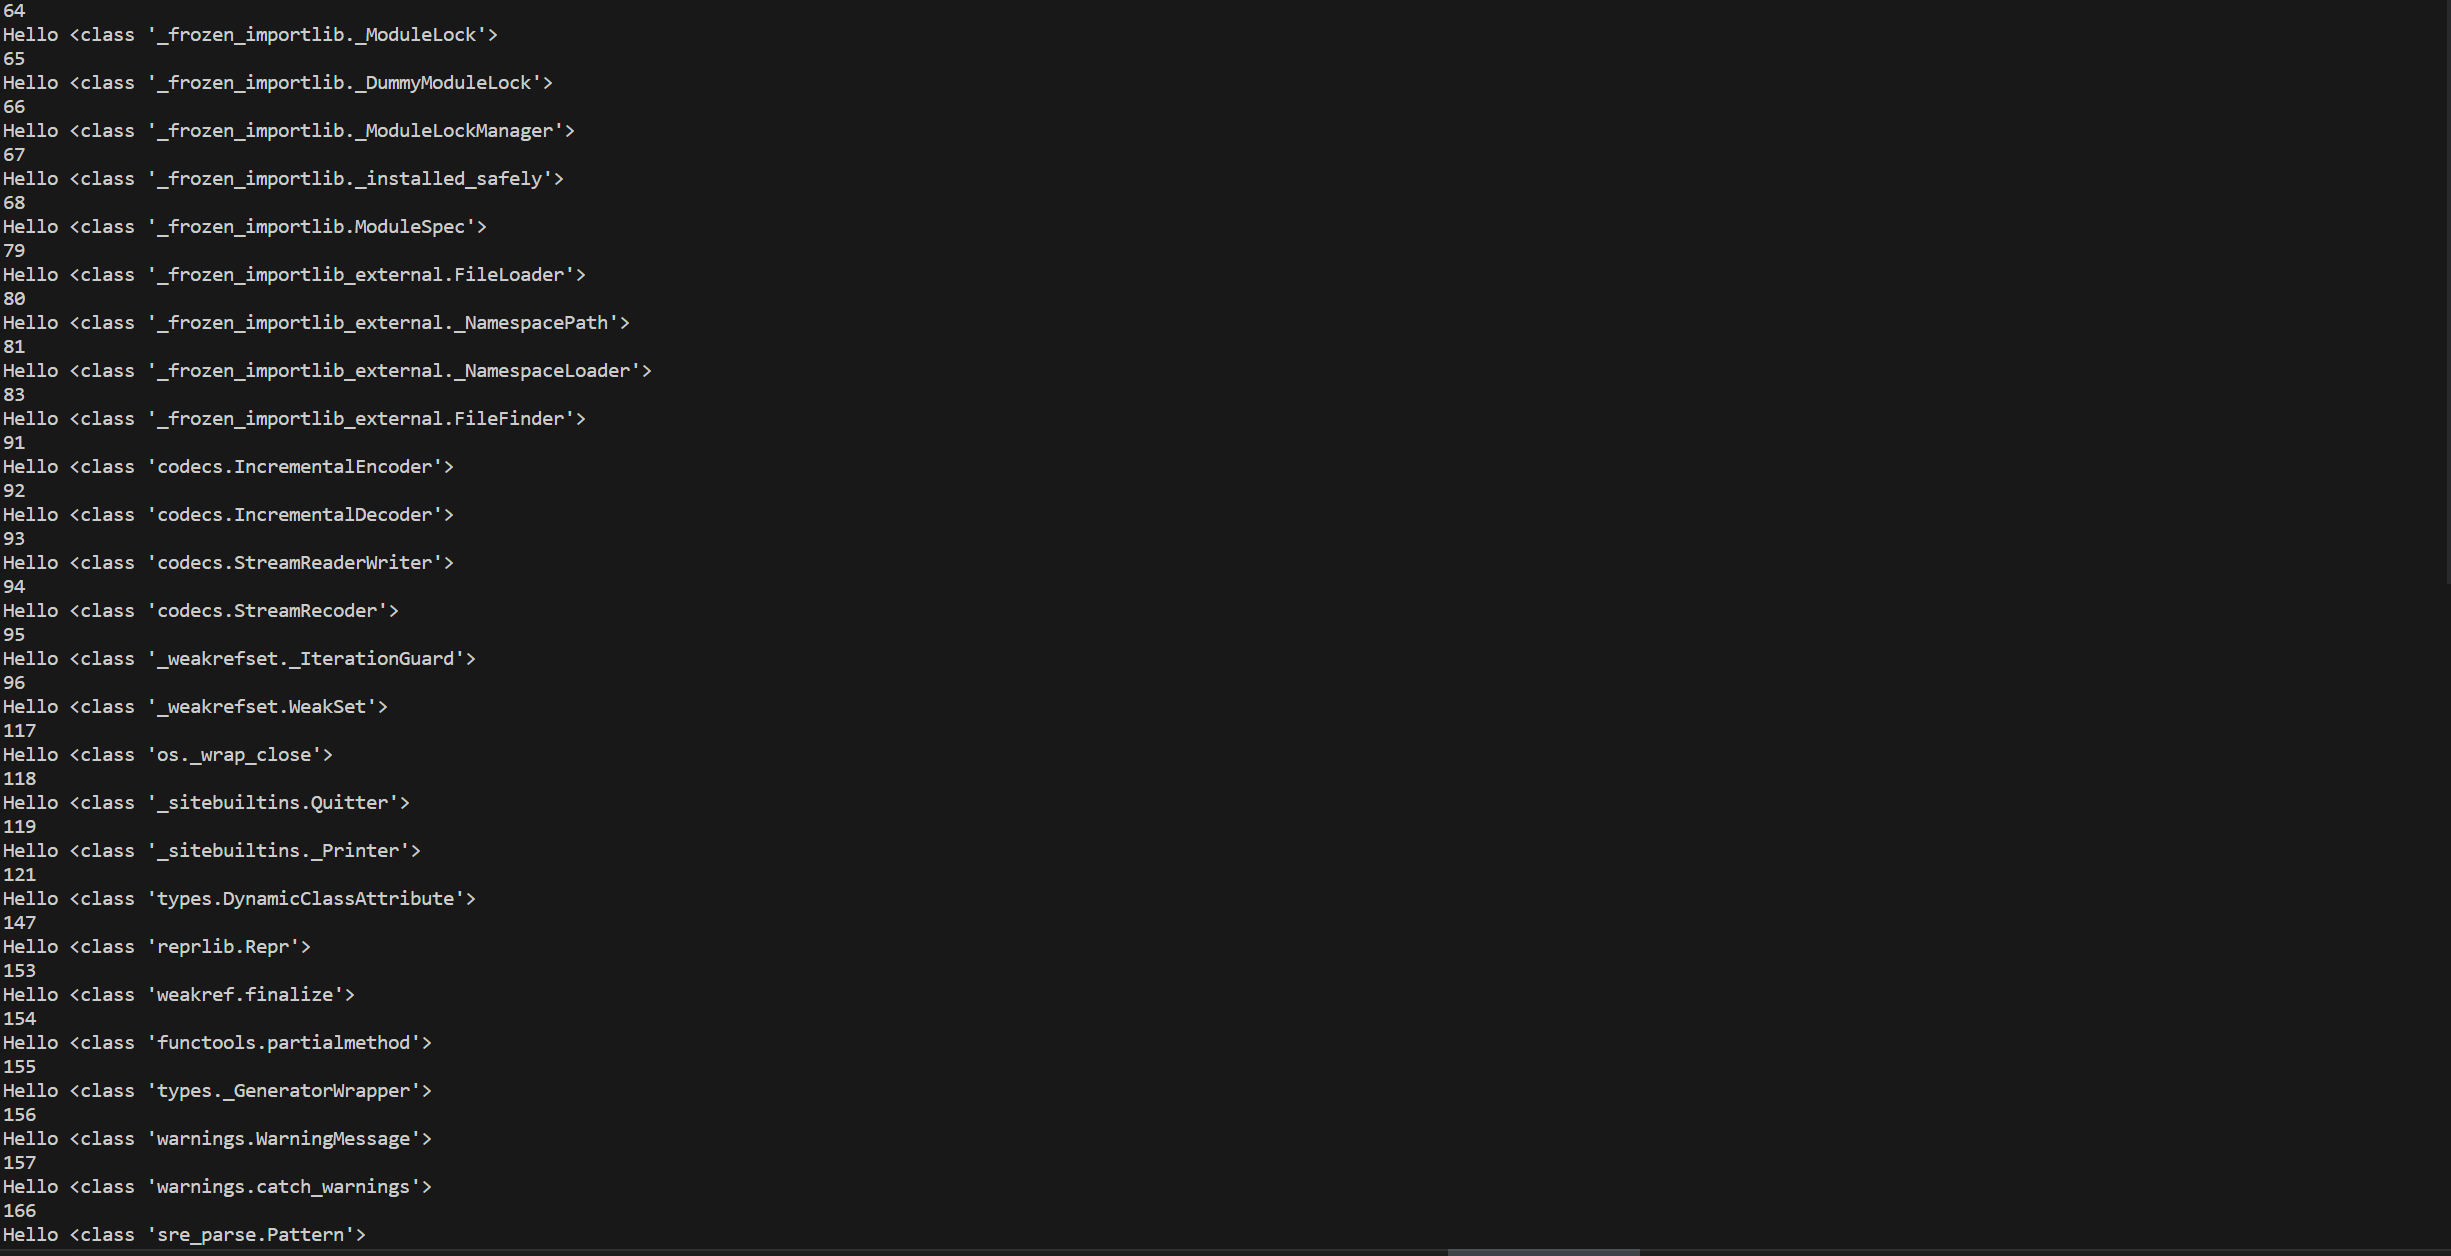 64
Hello <class '_frozen_importlib._ModuleLock'>
65
Hello <class '_frozen_importlib._DummyModuleLock'>
66
Hello <class '_frozen_importlib._ModuleLockManager'>
67
Hello <class '_frozen_importlib._installed_safely'>
68
Hello <class '_frozen_importlib.ModuleSpec'>
79
Hello <class '_frozen_importlib_external.FileLoader'>
80
Hello <class '_frozen_importlib_external._NamespacePath'>
81
Hello <class '_frozen_importlib_external._NamespaceLoader'>
83
Hello <class '_frozen_importlib_external.FileFinder'>
91
Hello <class 'codecs.IncrementalEncoder'>
92
Hello <class 'codecs.IncrementalDecoder'>
93
Hello <class 'codecs.StreamReaderWriter'>
94
Hello <class 'codecs.StreamRecoder'>
95
Hello <class '_weakrefset._IterationGuard'>
96
Hello <class '_weakrefset.WeakSet'>
117
Hello <class 'os._wrap_close'>
118
Hello <class '_sitebuiltins.Quitter'>
119
Hello <class '_sitebuiltins._Printer'>
121
Hello <class 'types.DynamicClassAttribute'>
147
Hello <class 'reprlib.Repr'>
153
Hello <class 'weakref.finalize'>
154
Hello <class 'functools.partialmethod'>
155
Hello <class 'types._GeneratorWrapper'>
156
Hello <class 'warnings.WarningMessage'>
157
Hello <class 'warnings.catch_warnings'>
166
Hello <class 'sre_parse.Pattern'>